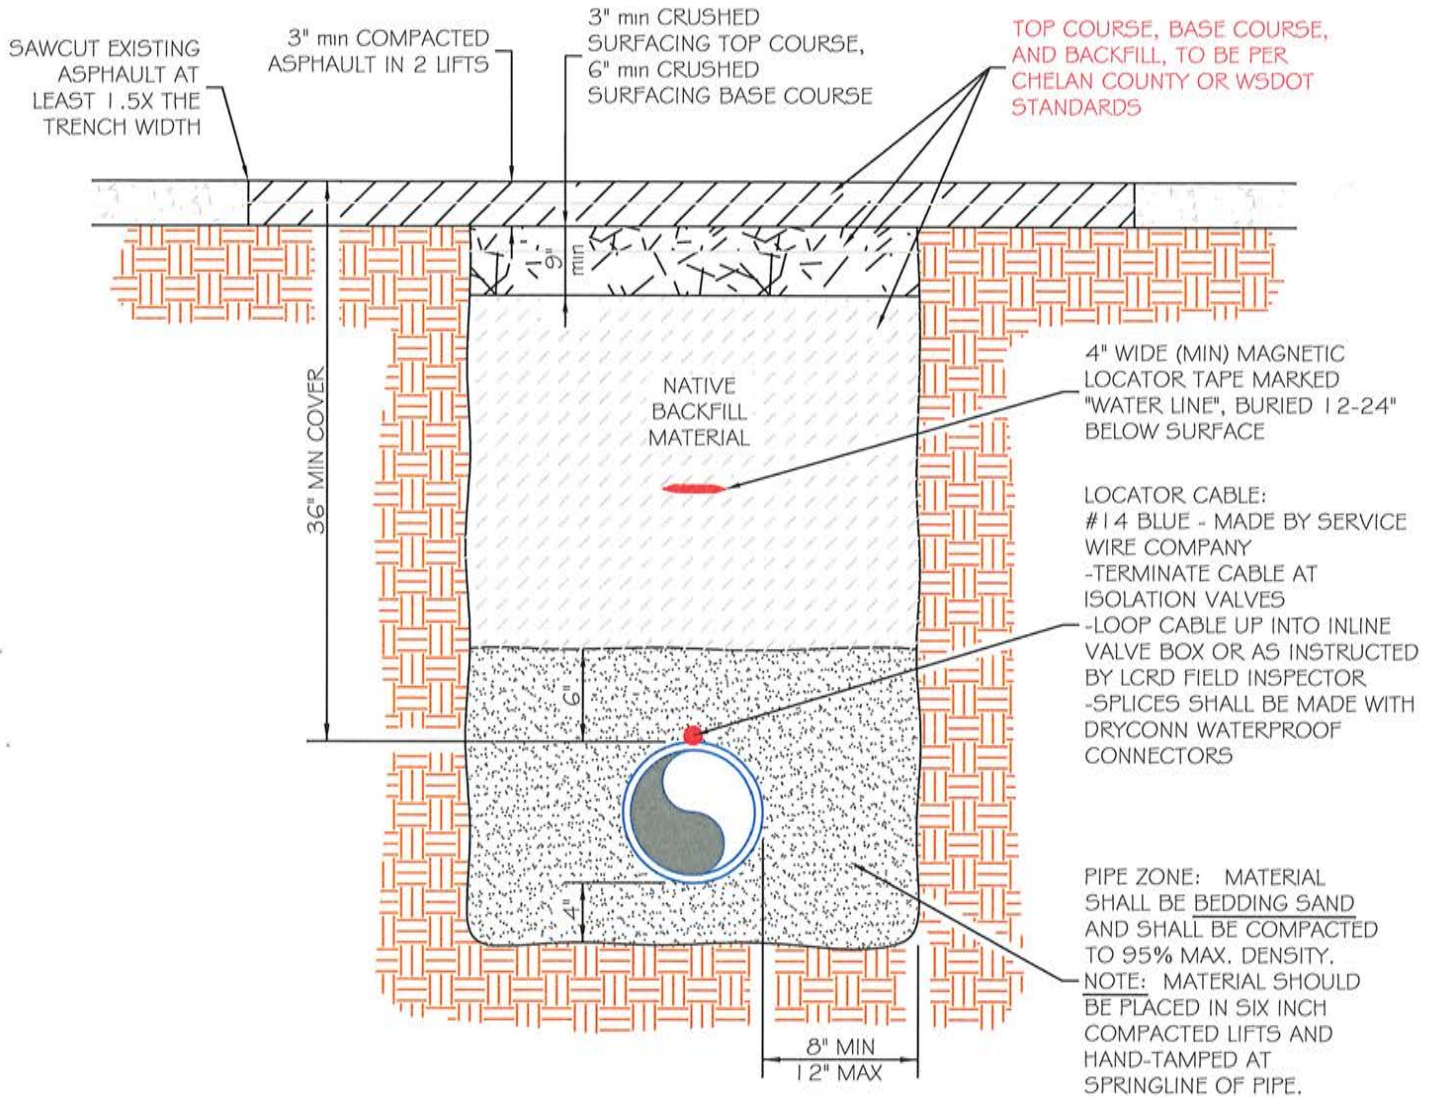 SAWCUT EXISTING
ASPHAULT AT
LEAST 1.5X THE
TRENCH WIDTH
3" min COMPACTED
ASPHAULT IN 2 LIFTS
3" min CRUSHED
SURFACING TOP COURSE,
6" min CRUSHED
SURFACING BASE COURSE
TOP COURSE, BASE COURSE,
AND BACKFILL, TO BE PER
CHELAN COUNTY OR WSDOT
STANDARDS
9"
min
36" MIN COVER
NATIVE
BACKFILL
MATERIAL
4" WIDE (MIN) MAGNETIC
LOCATOR TAPE MARKED
"WATER LINE", BURIED 12-24"
BELOW SURFACE
LOCATOR CABLE:
#14 BLUE - MADE BY SERVICE
WIRE COMPANY
-TERMINATE CABLE AT
ISOLATION VALVES
-LOOP CABLE UP INTO INLINE
VALVE BOX OR AS INSTRUCTED
BY LCRD FIELD INSPECTOR
-SPLICES SHALL BE MADE WITH
DRYCONN WATERPROOF
CONNECTORS
6"
4"
PIPE ZONE: MATERIAL
SHALL BE BEDDING SAND
AND SHALL BE COMPACTED
TO 95% MAX. DENSITY.
NOTE: MATERIAL SHOULD
BE PLACED IN SIX INCH
COMPACTED LIFTS AND
HAND-TAMPED AT
SPRINGLINE OF PIPE.
8" MIN
12" MAX